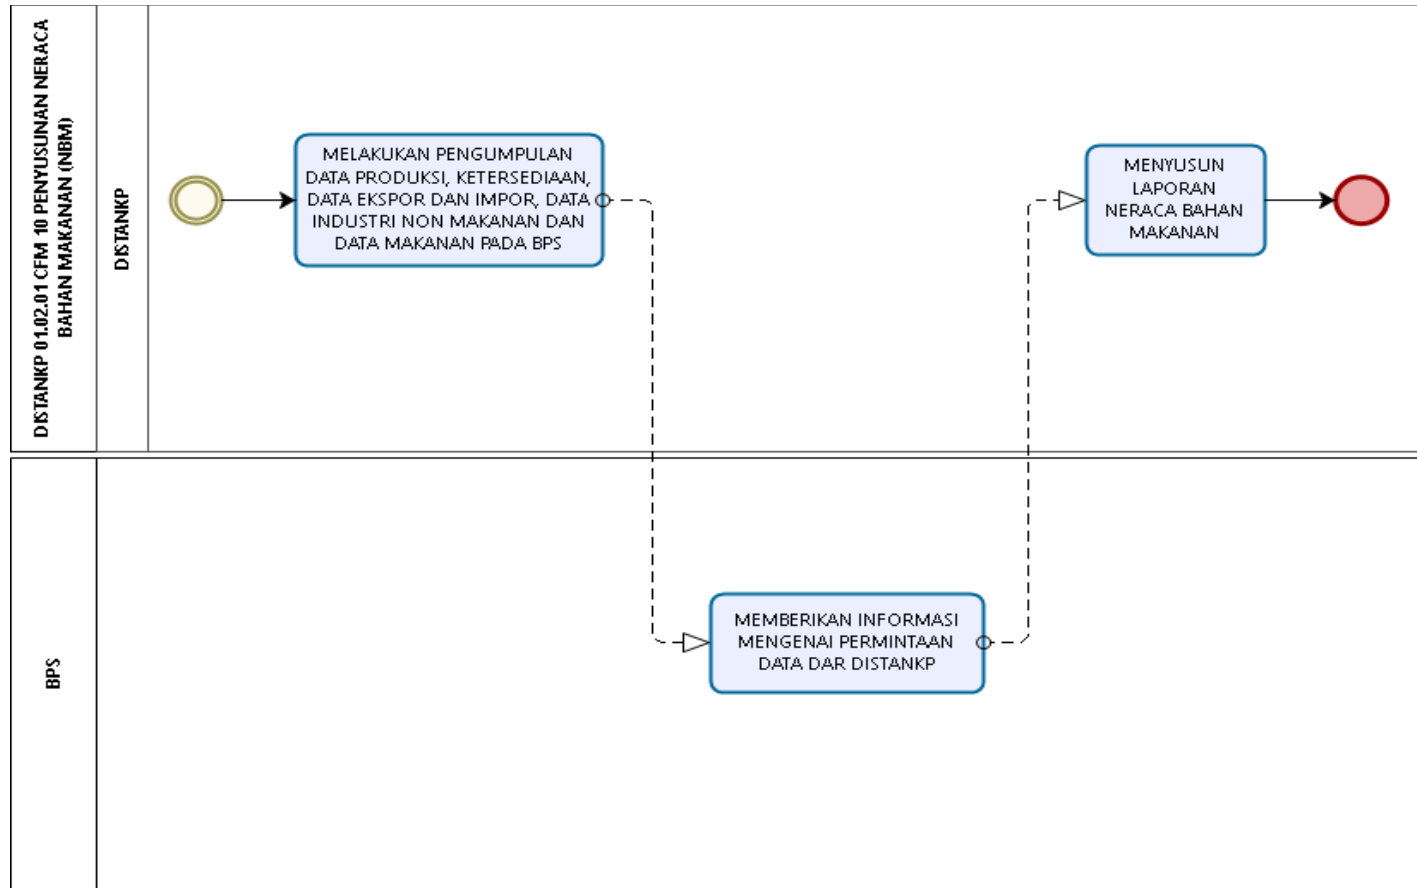 DISTANKP 01.02.01 CFM 10 PENYUSUNAN NERACA
BAHAN MAKANAN (NBM)
DISTANKP
MELAKUKAN PENGUMPULAN
DATA PRODUKSI, KETERSEDIAAN,
DATA EKSPOR DAN IMPOR, DATA
INDUSTRI NON MAKANAN DAN
DATA MAKANAN PADA BPS
MENYUSUN
LAPORAN
NERACA BAHAN
MAKANAN
BPS
MEMBERIKAN INFORMASI
MENGENAI PERMINTAAN
DATA DAR DISTANKP